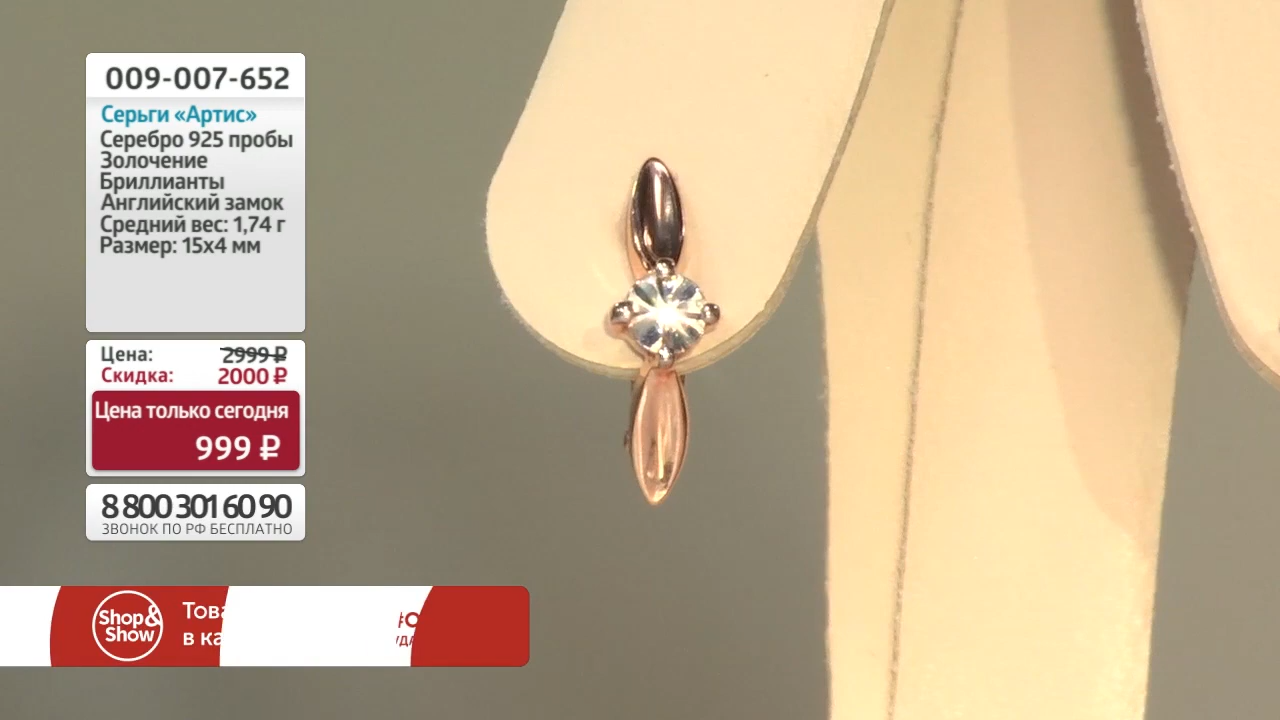 009-007-652
Серьги «Артис»
Серебро 925 пробы
Золочение
Бриллианты
Английский замок
Средний вес: 1,74 г
Размер: 15x4 мм
Цена: 2999 ₽
Скидка: 2000 ₽
Цена только сегодня
999 ₽
8 800 301 60 90
ЗВОНОК ПО РФ БЕСПЛАТНО
Shop&
Show
в